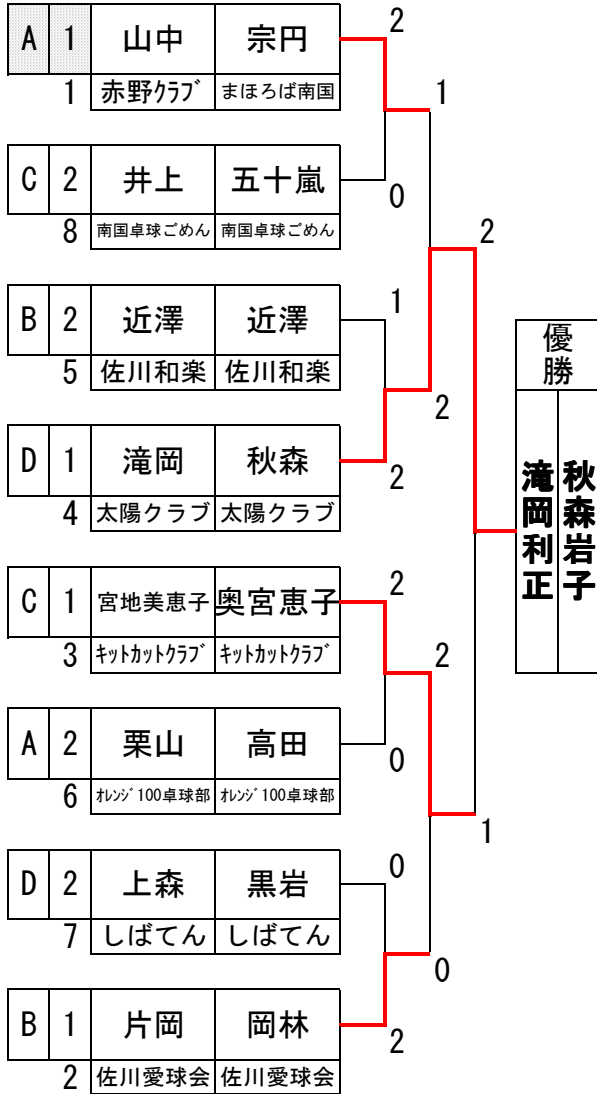 A 1 山中 宗円 2
1 赤野ｸﾗﾌﾞ まほろば南国 1
C 2 井上 五十嵐 0
8 南国卓球ごめん 南国卓球ごめん 2
B 2 近澤 近澤 1
5 佐川和楽 佐川和楽 2
D 1 滝岡 秋森 2
4 太陽クラブ 太陽クラブ
優勝
滝岡利正
秋森岩子
C 1 宮地美恵子 奥宮恵子 2
3 ｷｯﾄｶｯﾄｸﾗﾌﾞ ｷｯﾄｶｯﾄｸﾗﾌﾞ 2
A 2 栗山 高田 0
6 ｵﾚﾝｼﾞ100卓球部 ｵﾚﾝｼﾞ100卓球部 1
D 2 上森 黒岩 0
7 しばてん しばてん 0
B 1 片岡 岡林 2
2 佐川愛球会 佐川愛球会